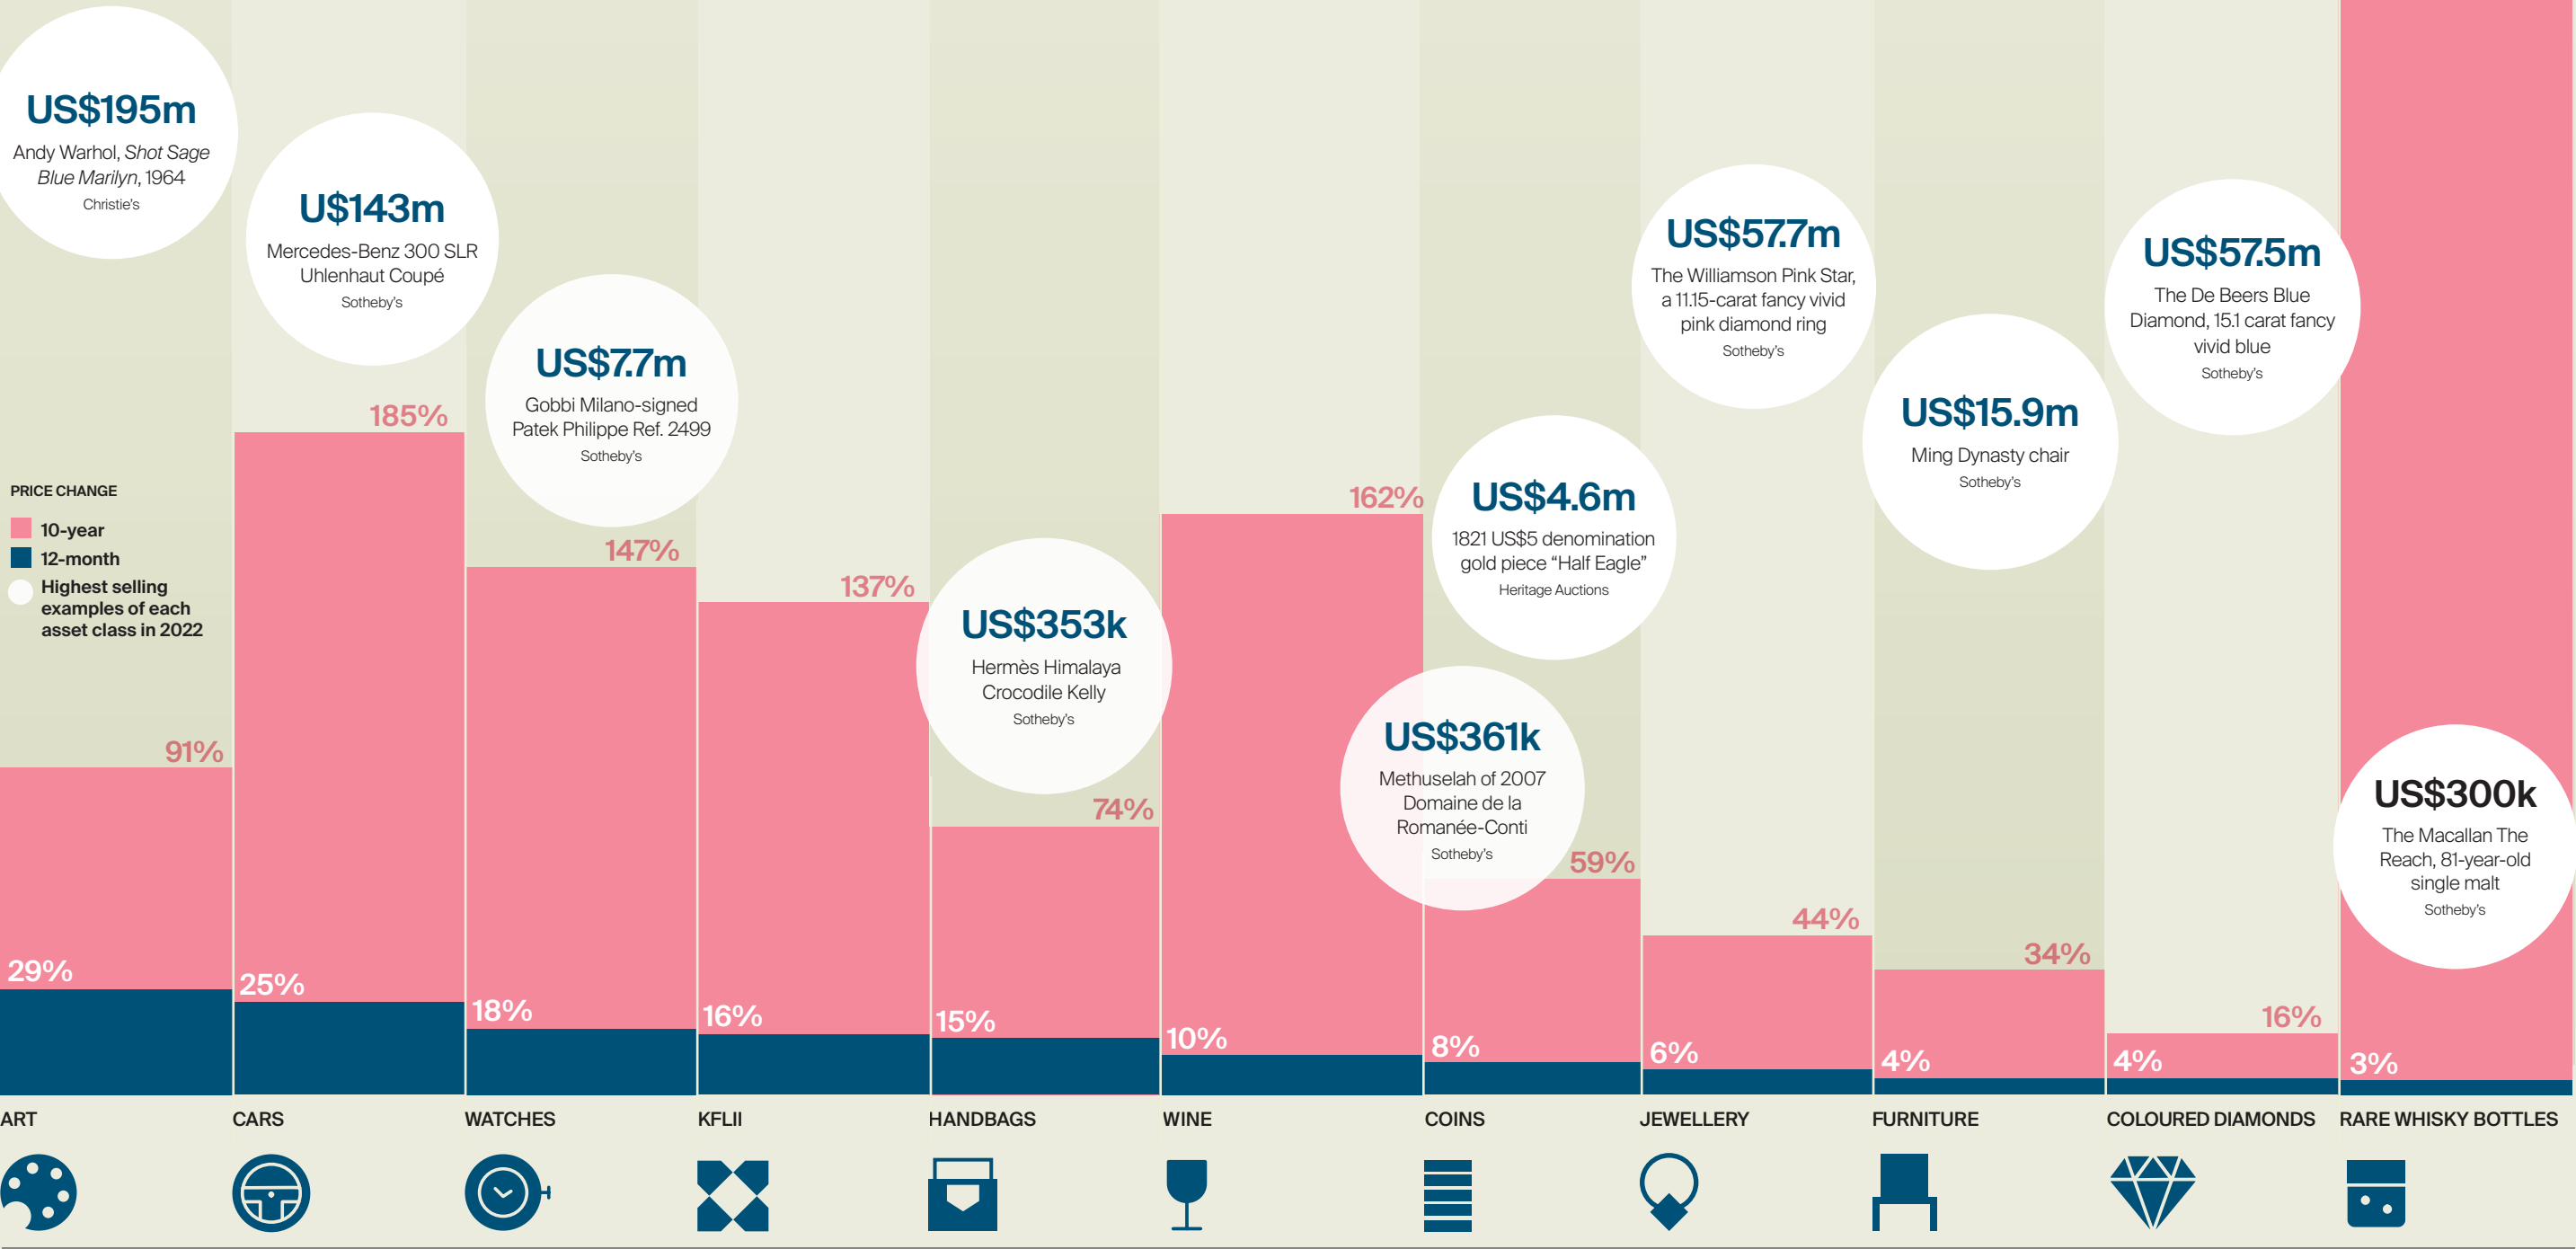 US$195m
Andy Warhol, Shot Sage
Blue Marilyn, 1964
Christie's
U$143m
Mercedes-Benz 300 SLR
Uhlenhaut Coupé
Sotheby's
US$7.7m
Gobbi Milano-signed
Patek Philippe Ref. 2499
Sotheby's
US$353k
Hermès Himalaya
Crocodile Kelly
Sotheby's
US$361k
Methuselah of 2007
Domaine de la
Romanée-Conti
Sotheby's
US$4.6m
1821 US$5 denomination
gold piece “Half Eagle”
Heritage Auctions
US$57.7m
The Williamson Pink Star,
a 11.15-carat fancy vivid
pink diamond ring
Sotheby's
US$15.9m
Ming Dynasty chair
Sotheby's
US$57.5m
The De Beers Blue
Diamond, 15.1 carat fancy
vivid blue
Sotheby's
US$300k
The Macallan The
Reach, 81-year-old
single malt
Sotheby's
PRICE CHANGE
10-year
12-month
Highest selling
examples of each
asset class in 2022
91%
185%
147%
137%
74%
162%
59%
44%
34%
16%
29%
25%
18%
16%
15%
10%
8%
6%
4%
4%
3%
ART
CARS
WATCHES
KFLII
HANDBAGS
WINE
COINS
JEWELLERY
FURNITURE
COLOURED DIAMONDS
RARE WHISKY BOTTLES